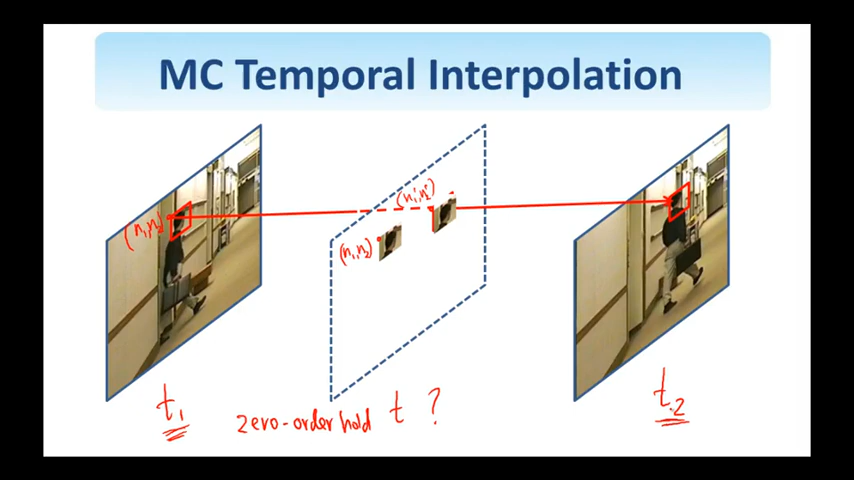 MC Temporal Interpolation
(n₁,n₂)
(n₁',n₂')
(n₁,n₂)
t₁
zero-order hold t ?
t₂